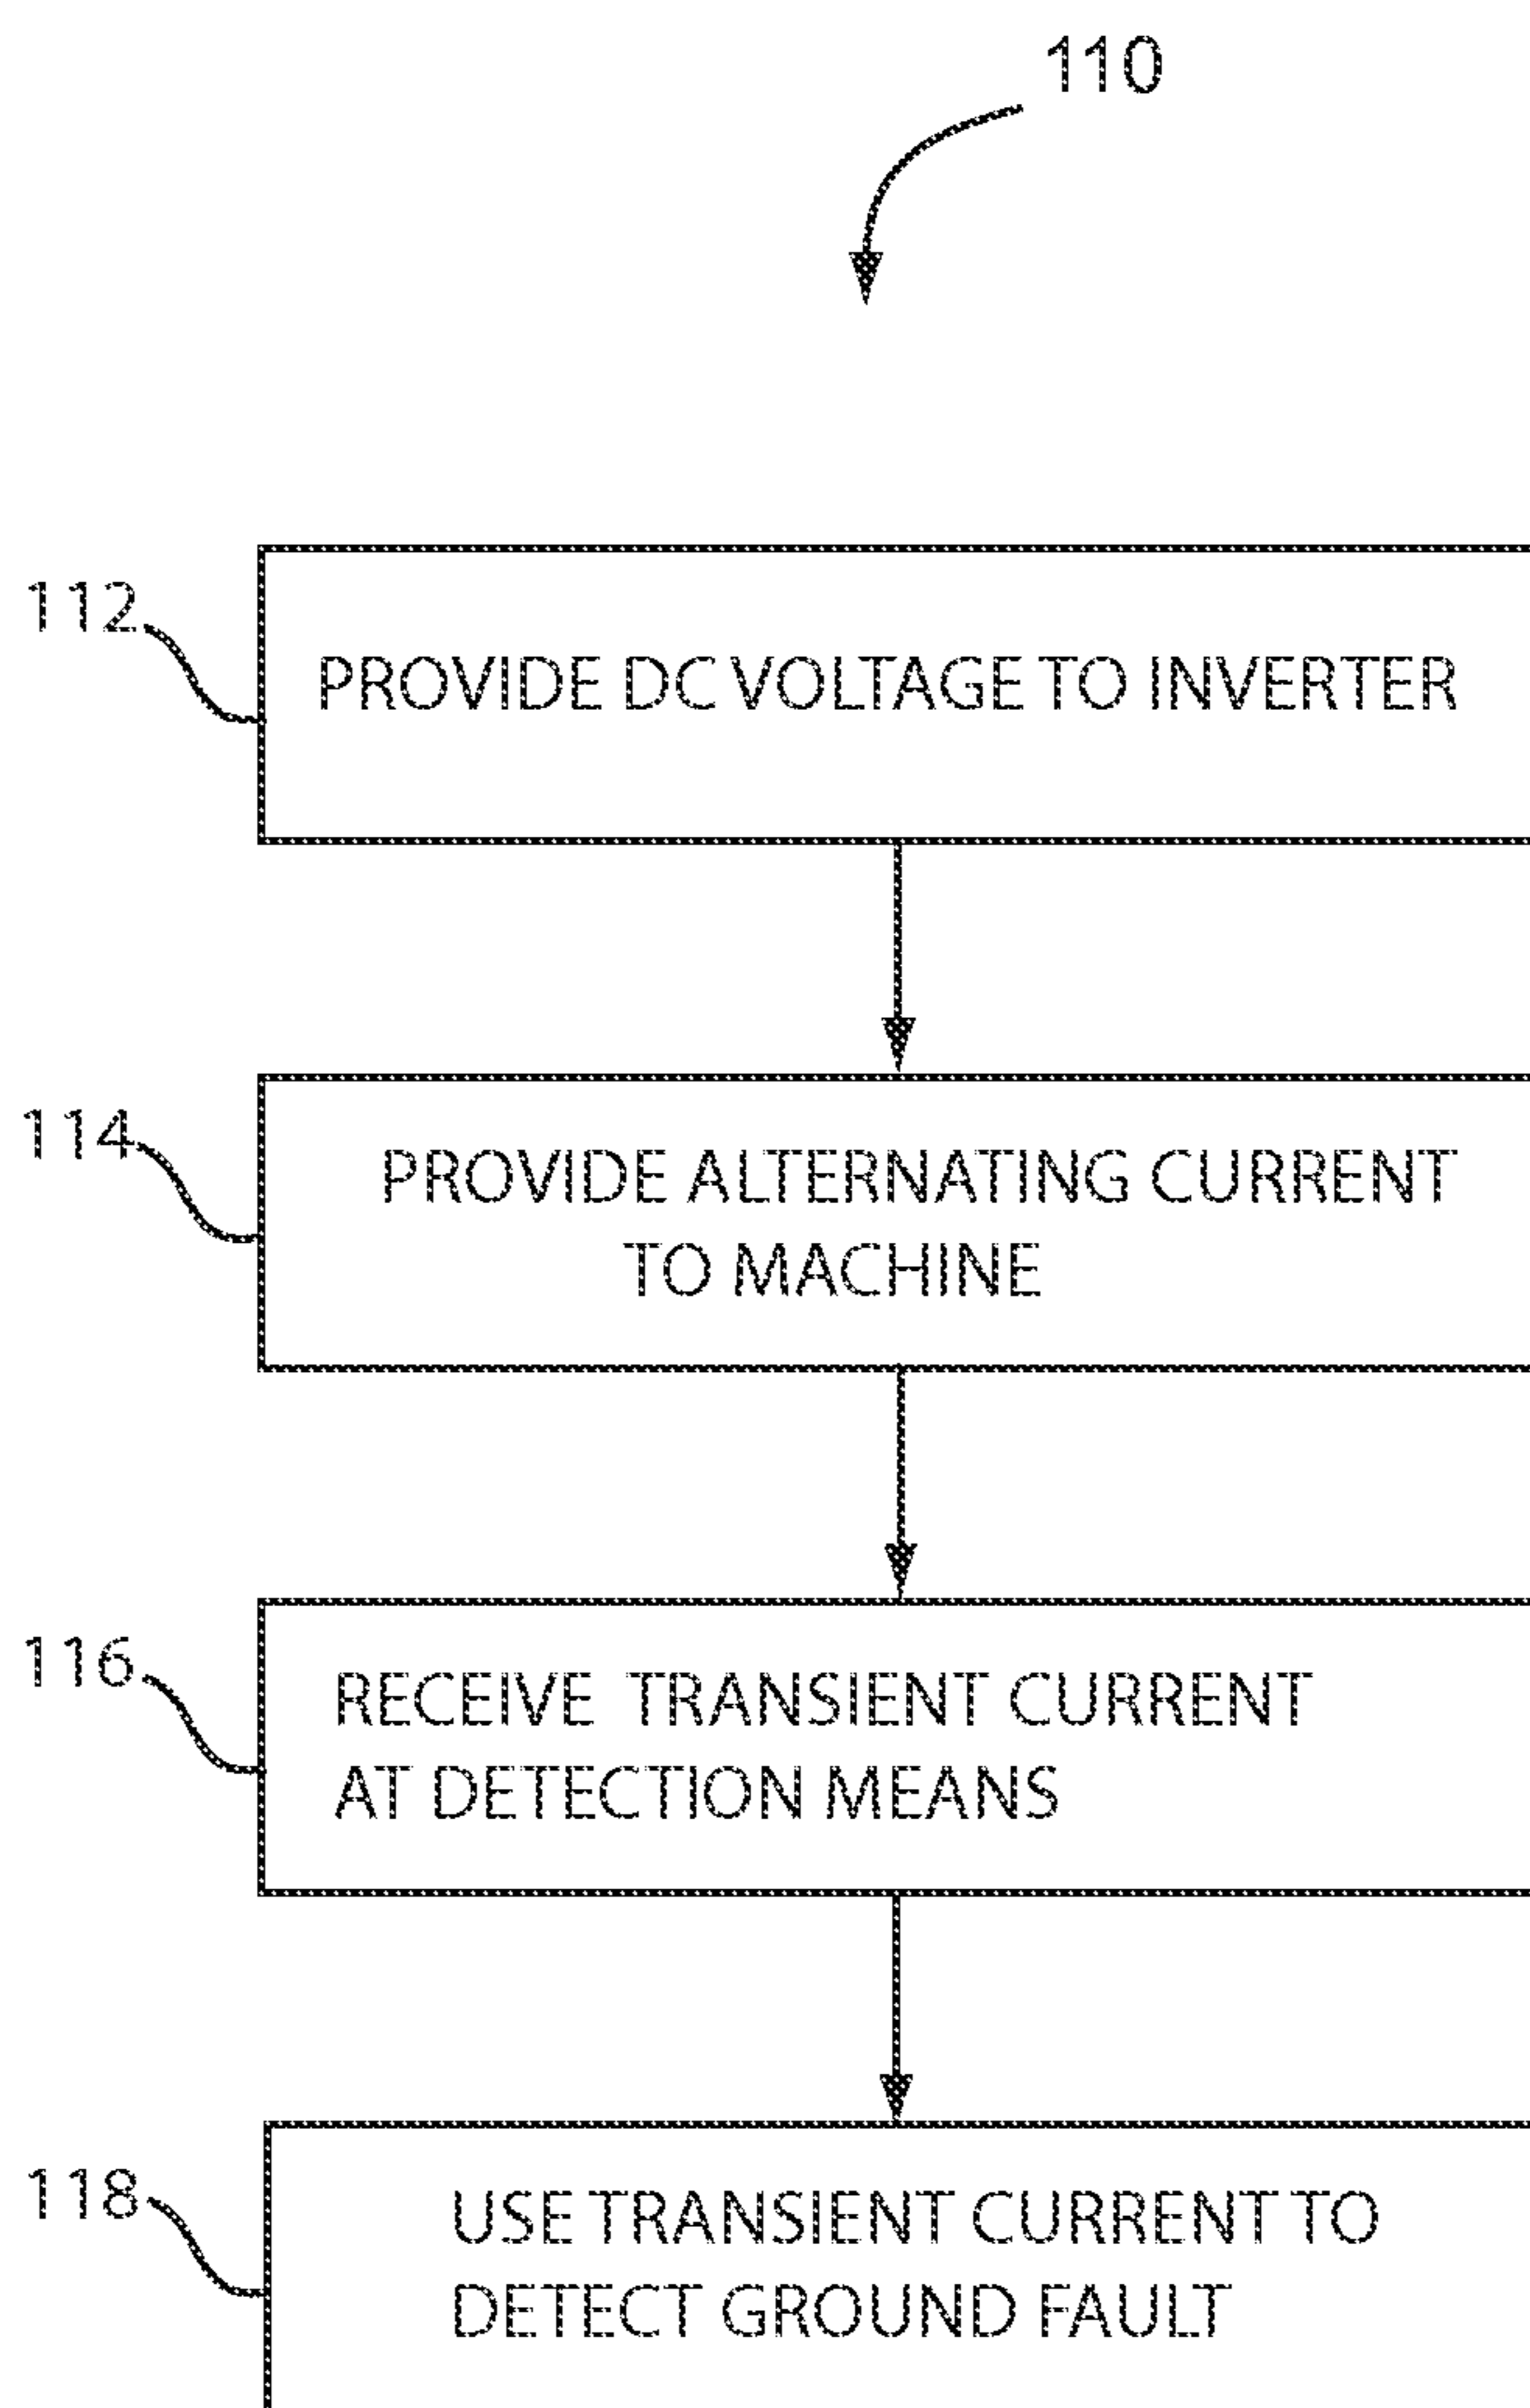 110
112
PROVIDE DC VOLTAGE TO INVERTER
114
PROVIDE ALTERNATING CURRENT
TO MACHINE
116
RECEIVE TRANSIENT CURRENT
AT DETECTION MEANS
118
USE TRANSIENT CURRENT TO
DETECT GROUND FAULT